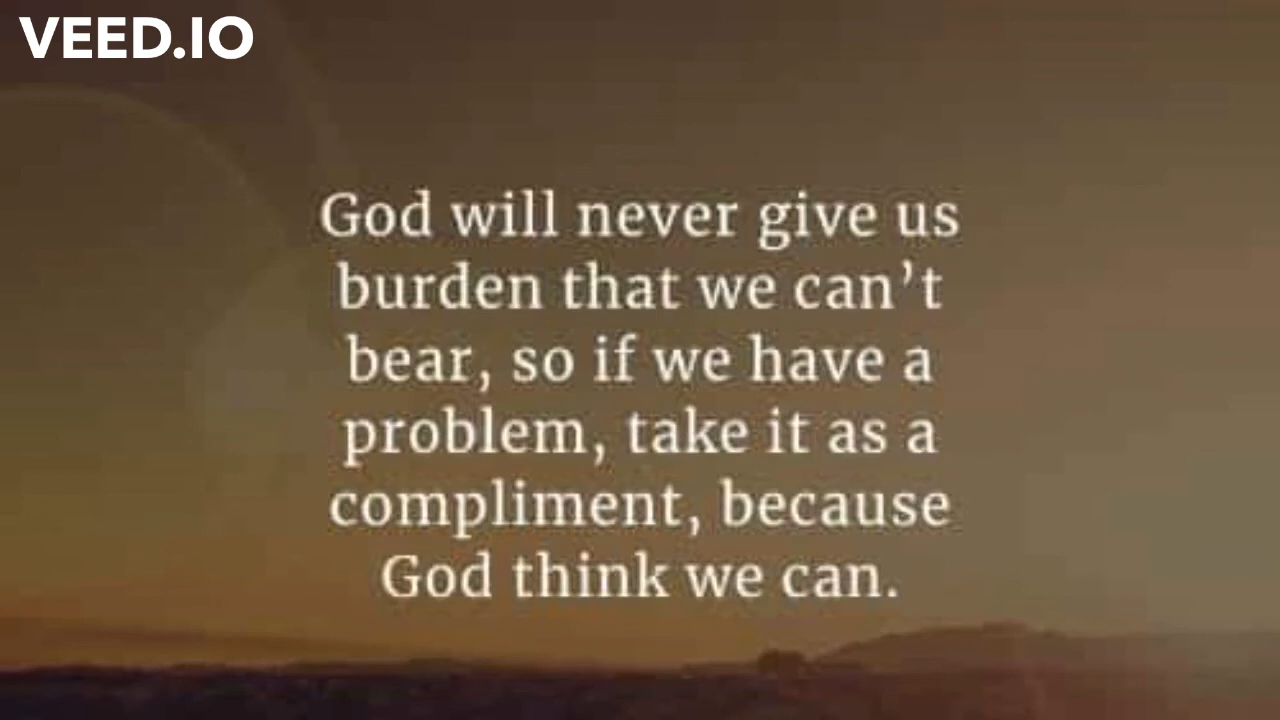 VEED.IO
God will never give us
burden that we can’t
bear, so if we have a
problem, take it as a
compliment, because
God think we can.